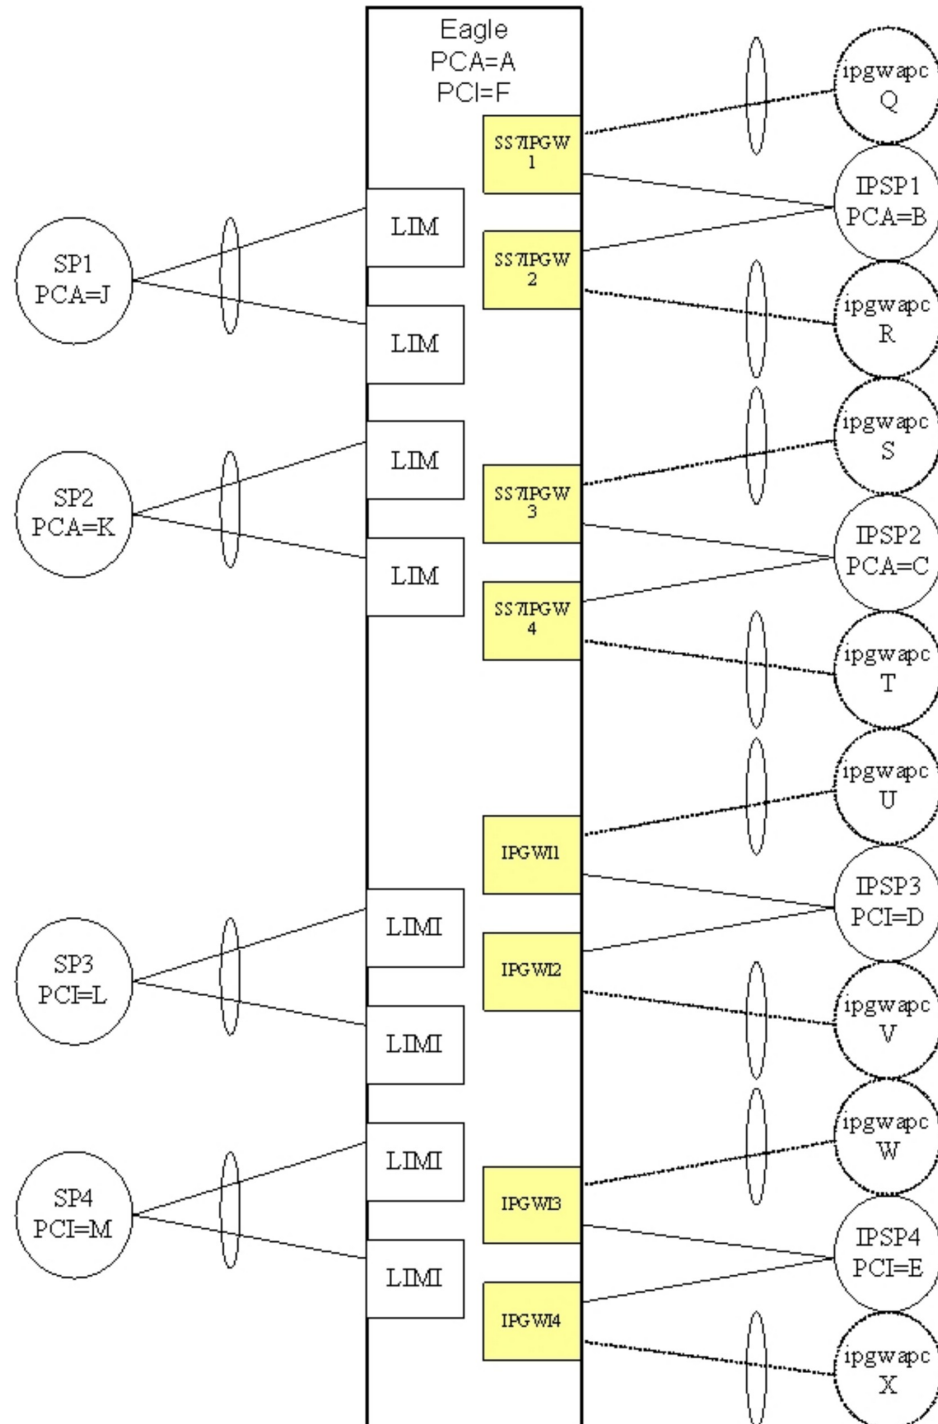 Eagle
PCA=A
PCI=F
SS7IPGW
1
ipgwapc
Q
IPSP1
PCA=B
SS7IPGW
2
ipgwapc
R
SP1
PCA=J
LIM
LIM
SP2
PCA=K
LIM
LIM
SS7IPGW
3
ipgwapc
S
IPSP2
PCA=C
SS7IPGW
4
ipgwapc
T
ipgwapc
U
IPGWI1
IPSP3
PCI=D
IPGWI2
ipgwapc
V
SP3
PCI=L
LIMI
LIMI
SP4
PCI=M
LIMI
LIMI
ipgwapc
W
IPGWI3
IPSP4
PCI=E
IPGWI4
ipgwapc
X